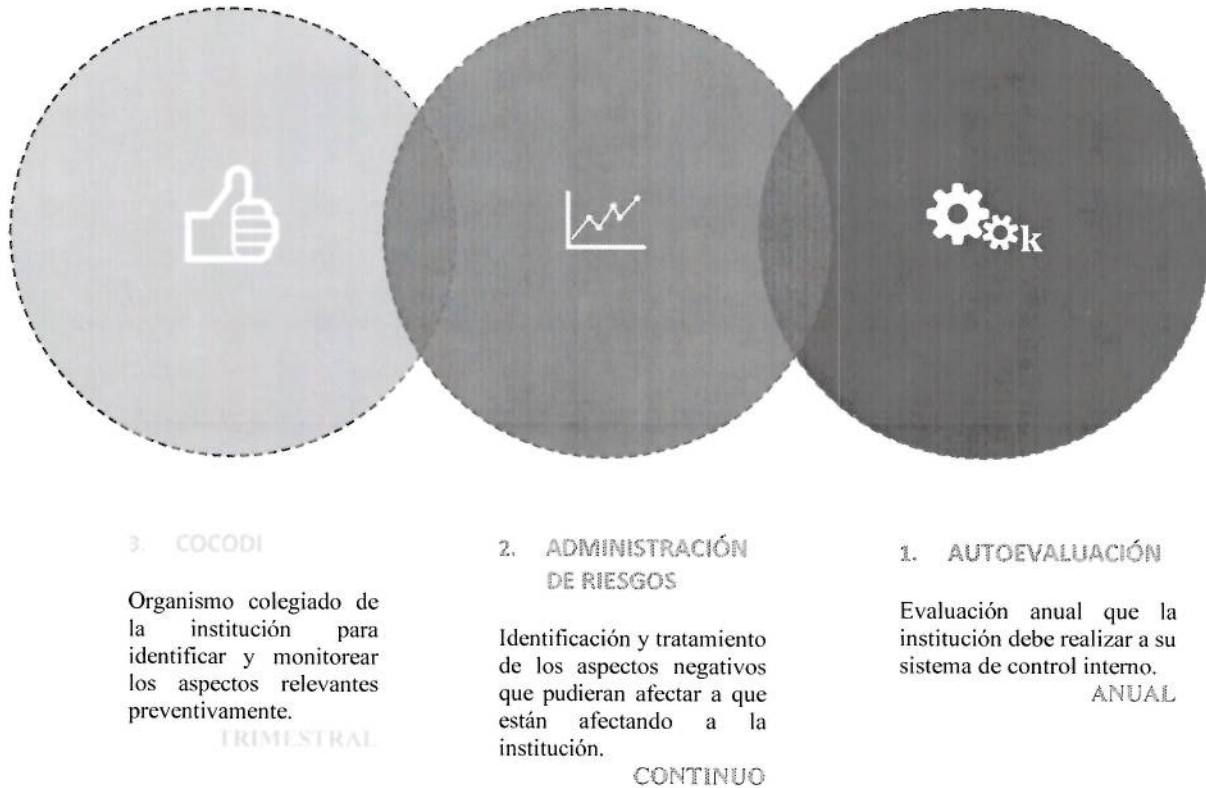 k
3. COCODI
Organismo colegiado de
la institución para
identificar y monitorear
los aspectos relevantes
preventivamente.
TRIMESTRAL
2. ADMINISTRACIÓN
DE RIESGOS
Identificación y tratamiento
de los aspectos negativos
que pudieran afectar a que
están afectando a la
institución.
CONTINUO
1. AUTOEVALUACIÓN
Evaluación anual que la
institución debe realizar a su
sistema de control interno.
ANUAL